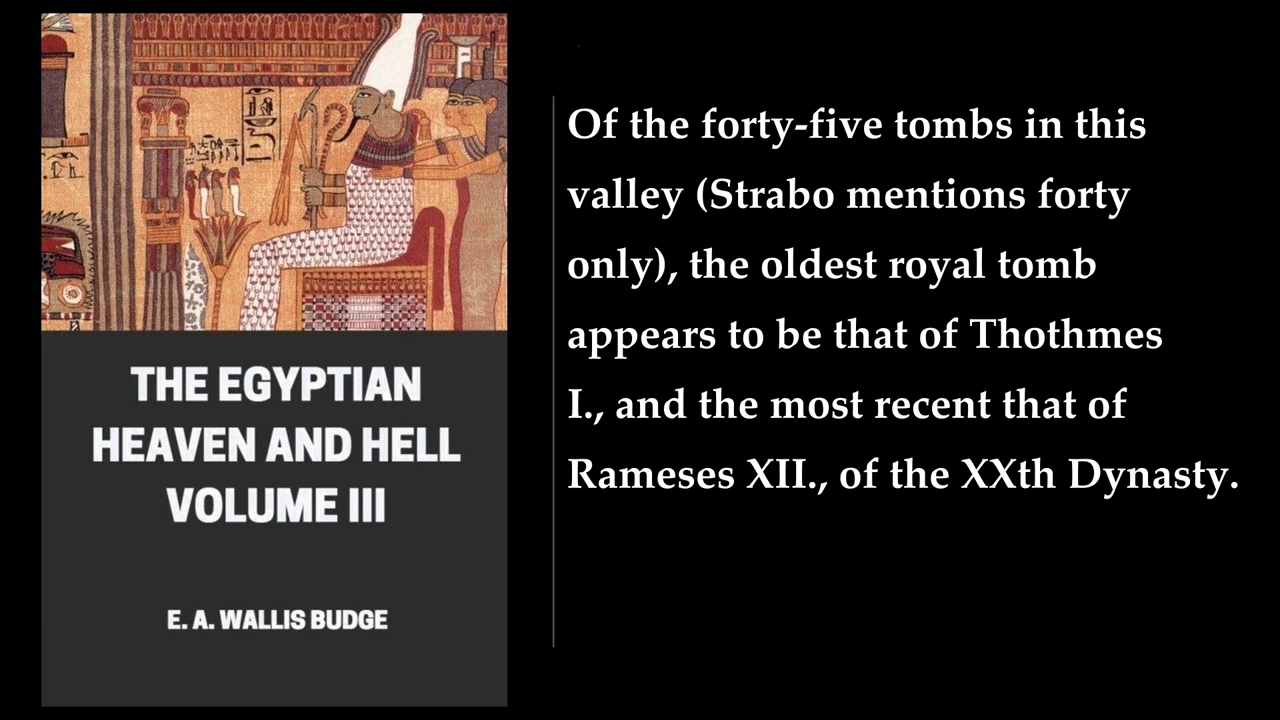 THE EGYPTIAN
HEAVEN AND HELL
VOLUME III
E. A. WALLIS BUDGE
Of the forty-five tombs in this
valley (Strabo mentions forty
only), the oldest royal tomb
appears to be that of Thothmes
I., and the most recent that of
Rameses XII., of the XXth Dynasty.